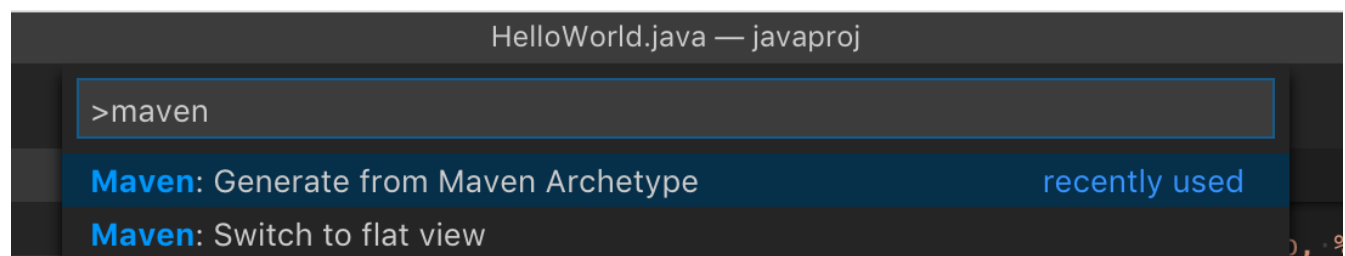 HelloWorld.java — javaproj
>maven
Maven: Generate from Maven Archetype recently used
Maven: Switch to flat view